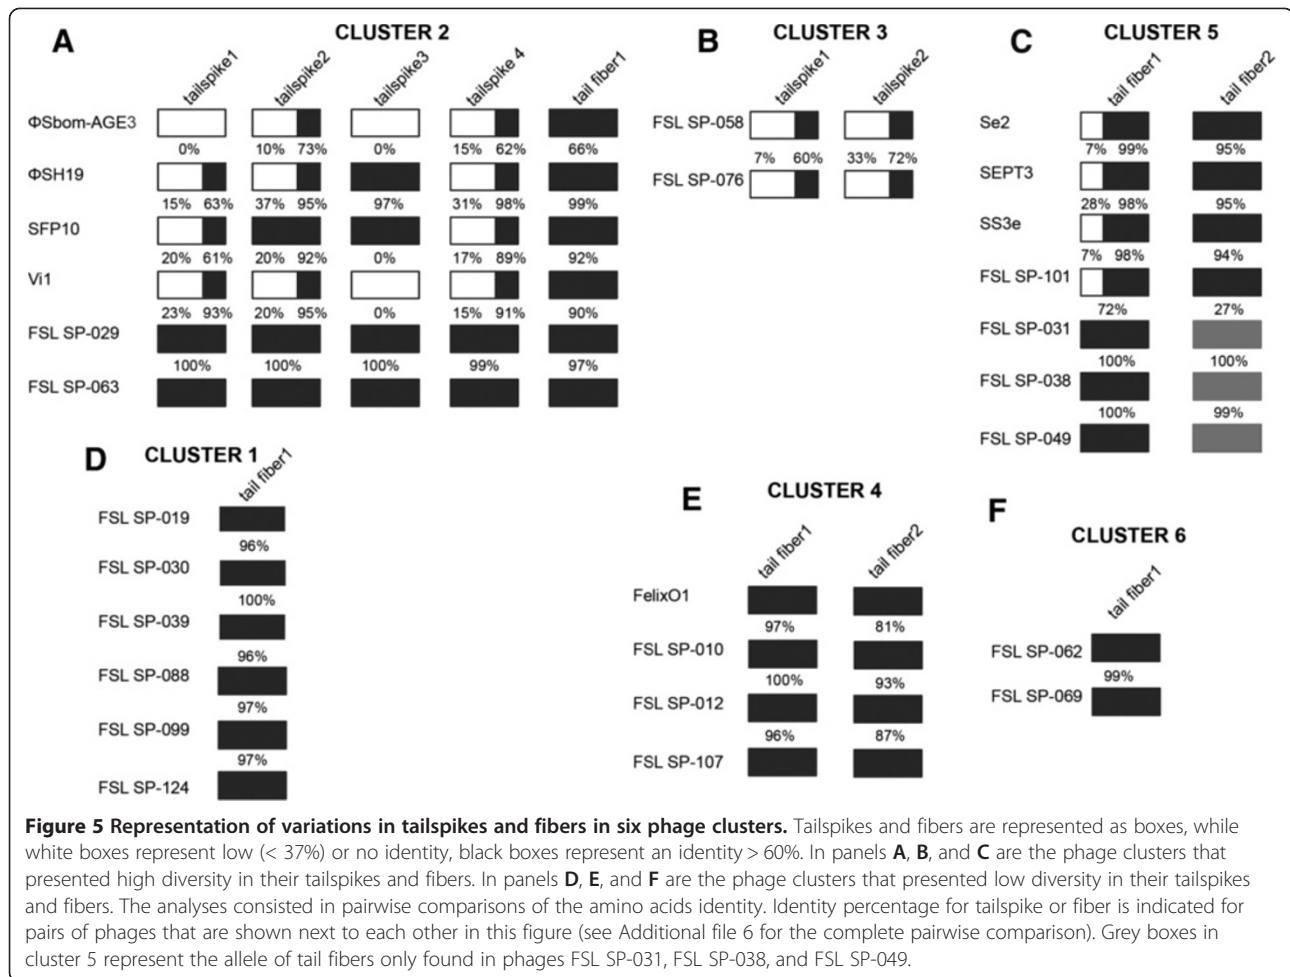 A
CLUSTER 2
tailspike1
tailspike2
tailspike3
tailspike 4
tail fiber1
ΦSbom-AGE3
0%
10% 73%
0%
15% 62%
66%
ΦSH19
15% 63%
37% 95%
97%
31% 98%
99%
SFP10
20% 61%
20% 92%
0%
17% 89%
92%
Vi1
23% 93%
20% 95%
0%
15% 91%
90%
FSL SP-029
100%
100%
100%
99%
97%
FSL SP-063
B
CLUSTER 3
tailspike1
tailspike2
FSL SP-058
7% 60%
33% 72%
FSL SP-076
C
CLUSTER 5
tail fiber1
tail fiber2
Se2
7% 99%
95%
SEPT3
28% 98%
95%
SS3e
7% 98%
94%
FSL SP-101
72%
27%
FSL SP-031
100%
100%
FSL SP-038
100%
99%
FSL SP-049
D
CLUSTER 1
tail fiber1
FSL SP-019
96%
FSL SP-030
100%
FSL SP-039
96%
FSL SP-088
97%
FSL SP-099
97%
FSL SP-124
E
CLUSTER 4
tail fiber1
tail fiber2
FelixO1
97%
81%
FSL SP-010
100%
93%
FSL SP-012
96%
87%
FSL SP-107
F
CLUSTER 6
tail fiber1
FSL SP-062
99%
FSL SP-069
Figure 5 Representation of variations in tailspikes and fibers in six phage clusters. Tailspikes and fibers are represented as boxes, while
white boxes represent low (< 37%) or no identity, black boxes represent an identity > 60%. In panels A, B, and C are the phage clusters that
presented high diversity in their tailspikes and fibers. In panels D, E, and F are the phage clusters that presented low diversity in their tailspikes
and fibers. The analyses consisted in pairwise comparisons of the amino acids identity. Identity percentage for tailspike or fiber is indicated for
pairs of phages that are shown next to each other in this figure (see Additional file 6 for the complete pairwise comparison). Grey boxes in
cluster 5 represent the allele of tail fibers only found in phages FSL SP-031, FSL SP-038, and FSL SP-049.